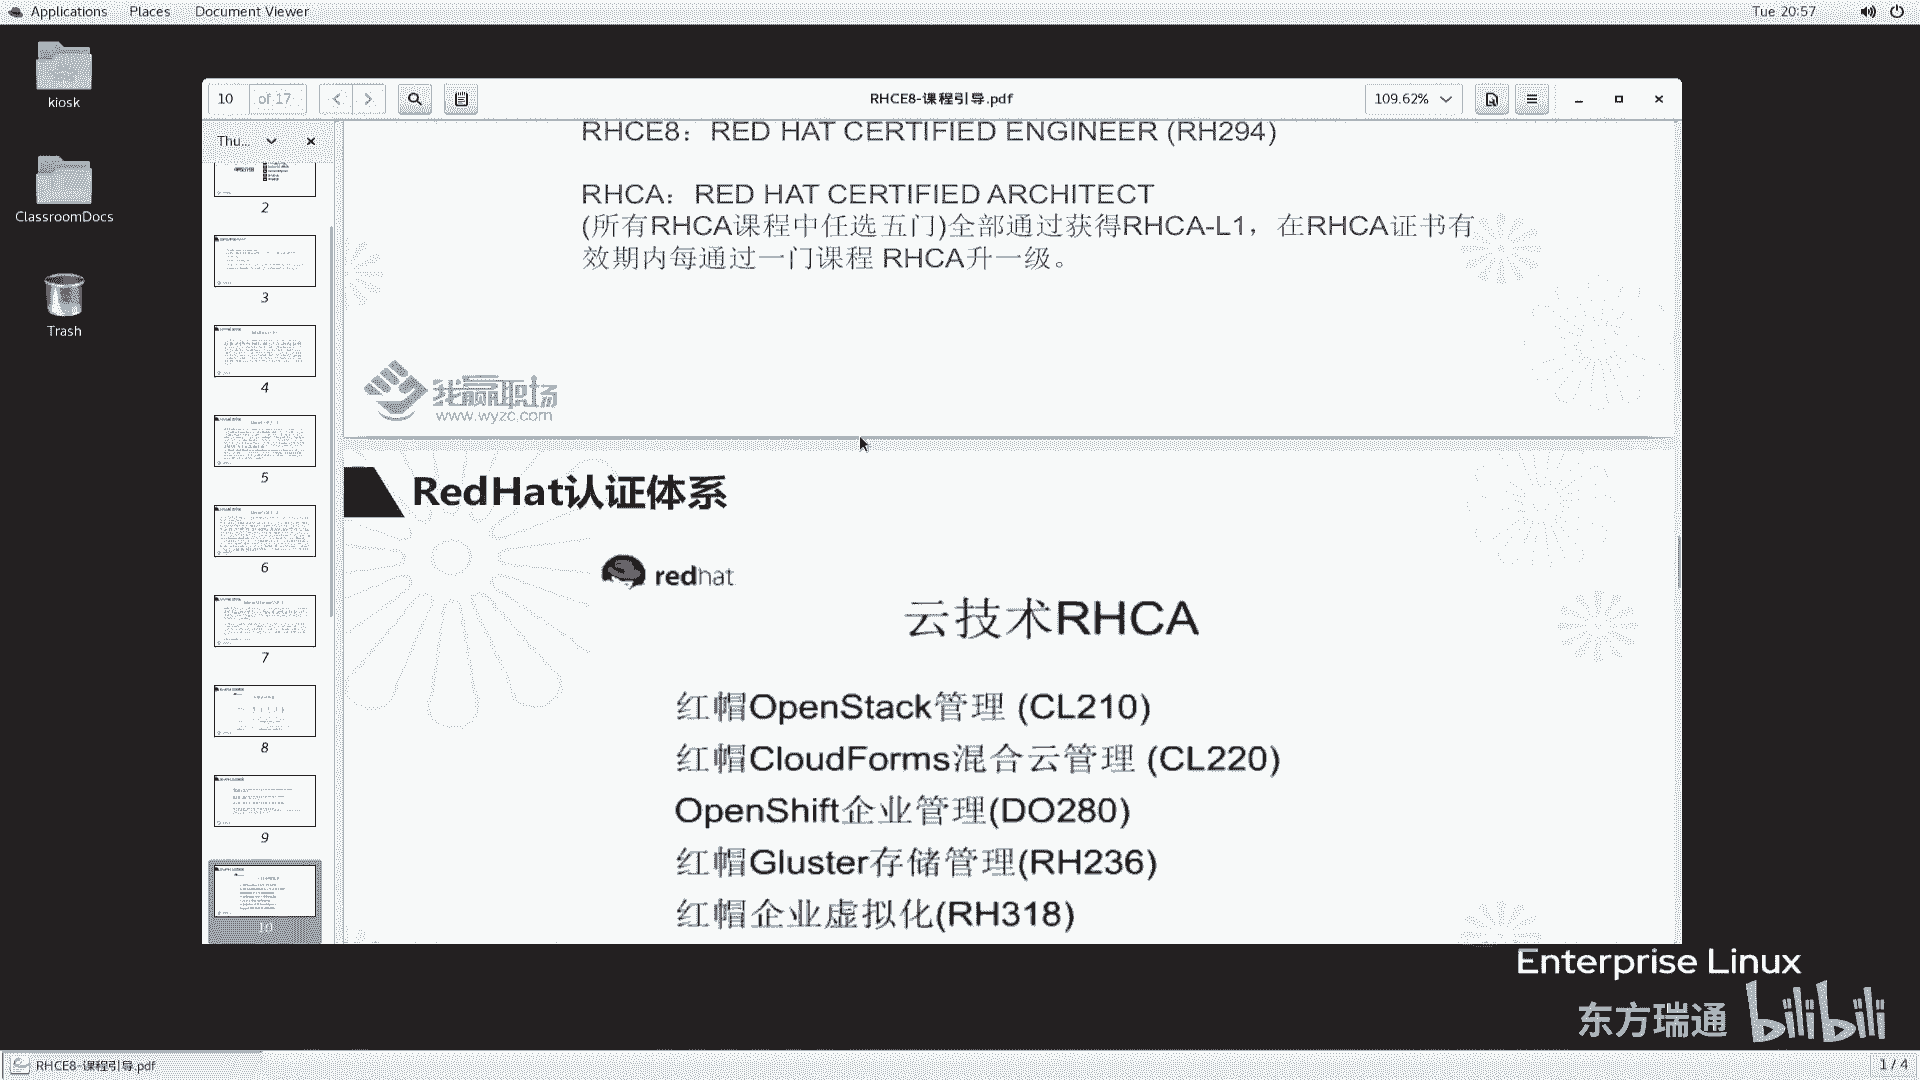 Applications Places Document Viewer Tue 20:57
kiosk
ClassroomDocs
Trash
10 of 17 RHCE8-课程引导.pdf 109.62%
Thu...
2
3
4
5
6
7
8
9
10
RHCE8：RED HAT CERTIFIED ENGINEER (RH294)
RHCA：RED HAT CERTIFIED ARCHITECT
(所有RHCA课程中任选五门)全部通过获得RHCA-L1，在RHCA证书有
效期内每通过一门课程 RHCA升一级。
我赢职场
www.wyzc.com
RedHat认证体系
redhat
云技术RHCA
红帽OpenStack管理 (CL210)
红帽CloudForms混合云管理 (CL220)
OpenShift企业管理(DO280)
红帽Gluster存储管理(RH236)
红帽企业虚拟化(RH318)
Enterprise Linux
东方瑞通 bilibili
RHCE8-课程引导.pdf 1 / 4